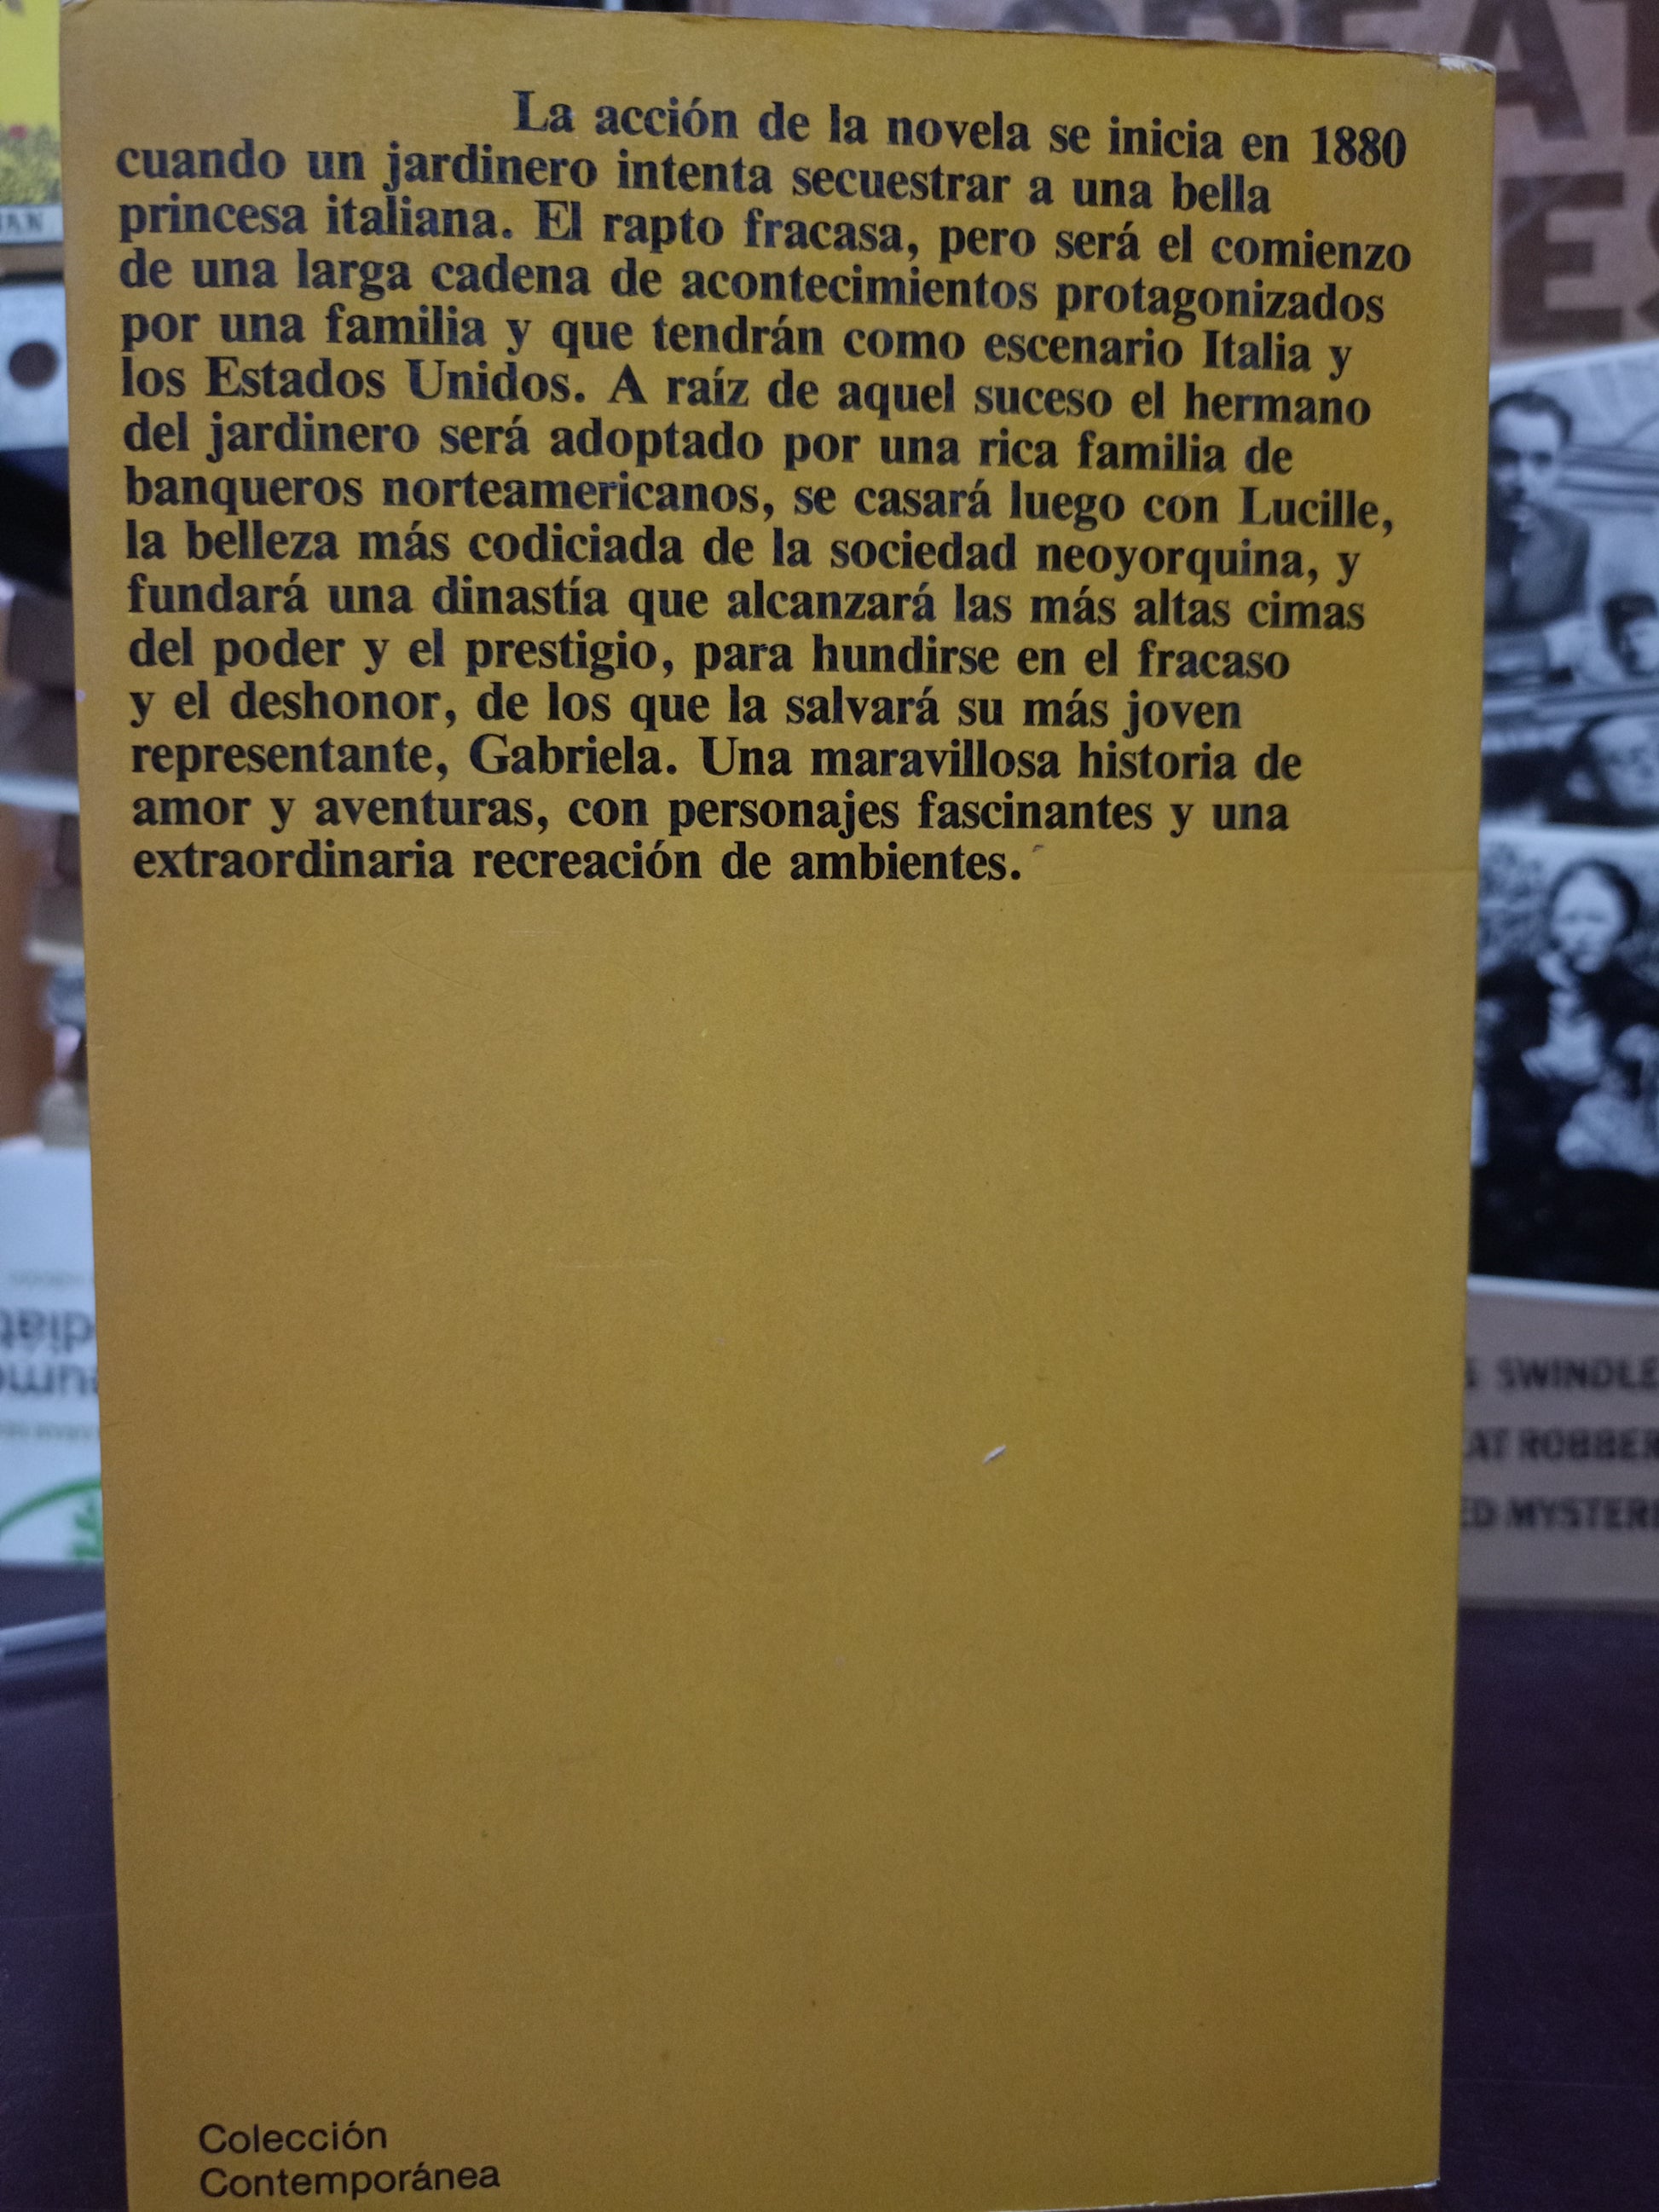 La acción de la novela se inicia en 1880
cuando un jardinero intenta secuestrar a una bella
princesa italiana. El rapto fracasa, pero será el comienzo
de una larga cadena de acontecimientos protagonizados
por una familia y que tendrán como escenario Italia y
los Estados Unidos. A raíz de aquel suceso el hermano
del jardinero será adoptado por una rica familia de
banqueros norteamericanos, se casará luego con Lucille,
la belleza más codiciada de la sociedad neoyorquina, y
fundará una dinastía que alcanzará las más altas cimas
del poder y el prestigio, para hundirse en el fracaso
y el deshonor, de los que la salvará su más joven
representante, Gabriela. Una maravillosa historia de
amor y aventuras, con personajes fascinantes y una
extraordinaria recreación de ambientes.
Colección
Contemporánea